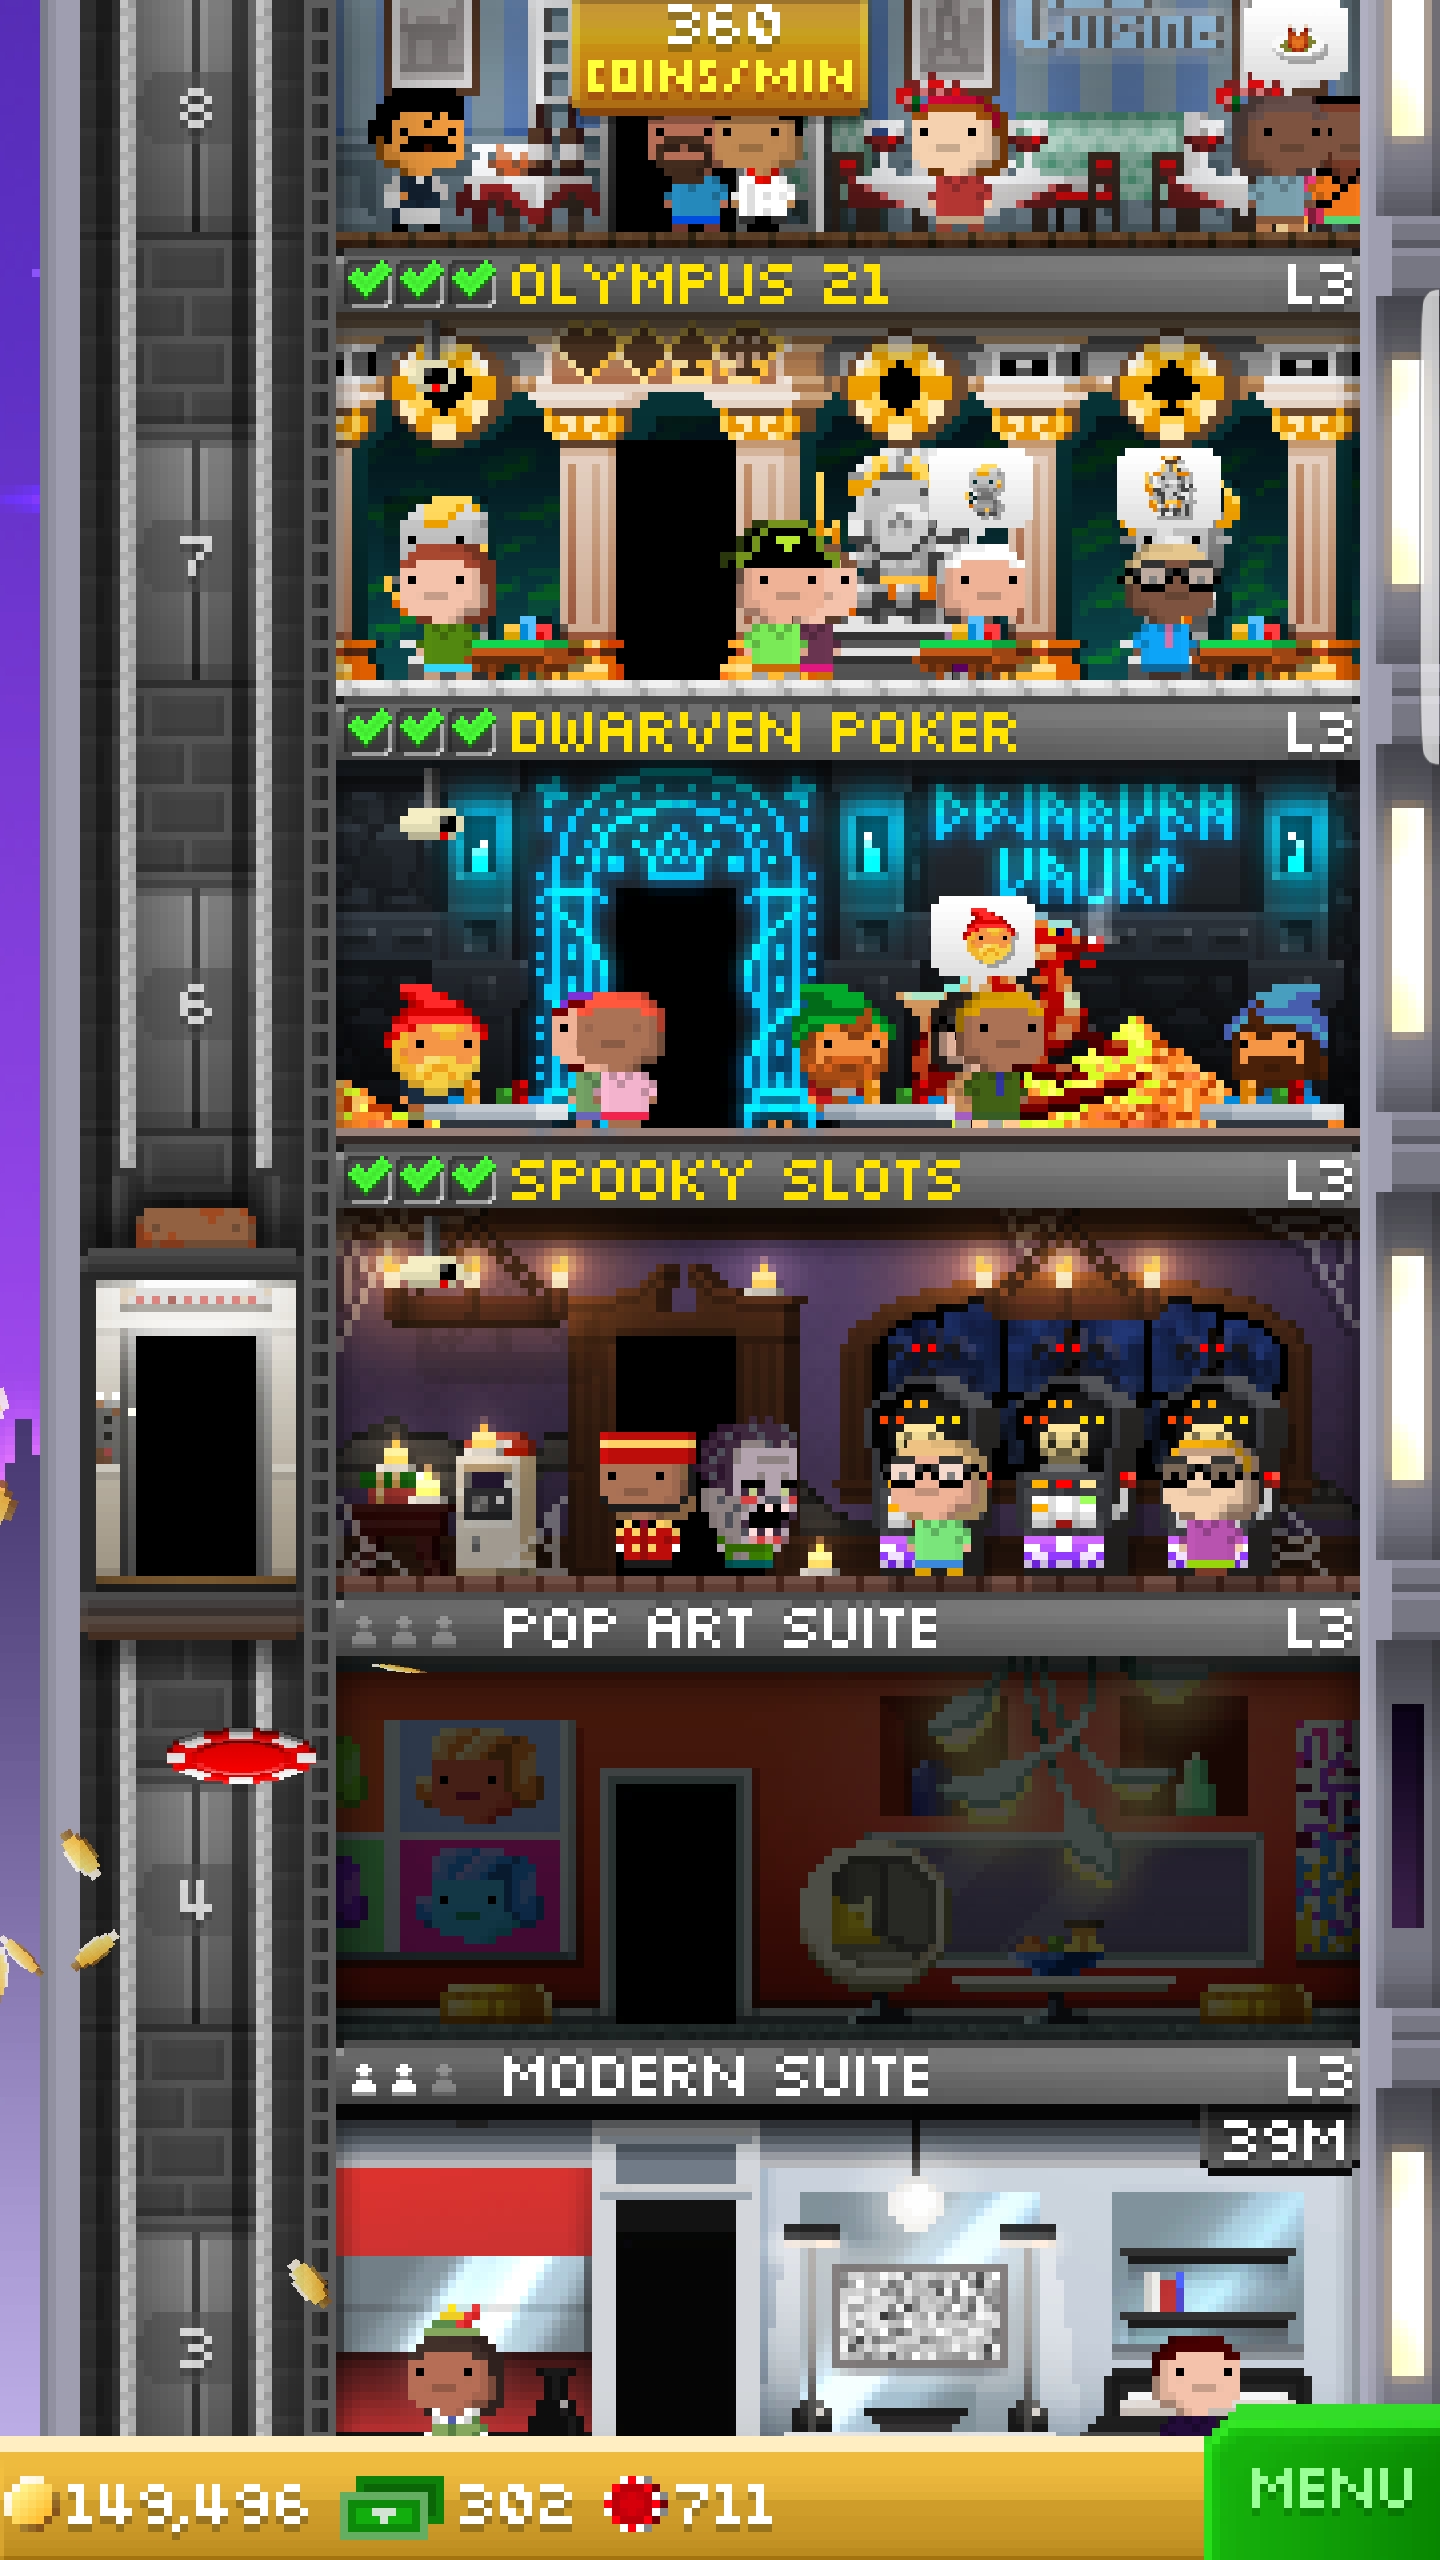 360
COINS/MIN
Cuisine
8
OLYMPUS 21 L3
7
DWARVEN POKER L3
DWARVEN
VAULT
6
SPOOKY SLOTS L3
POP ART SUITE L3
4
MODERN SUITE L3
39M
3
149,496 302 711
MENU